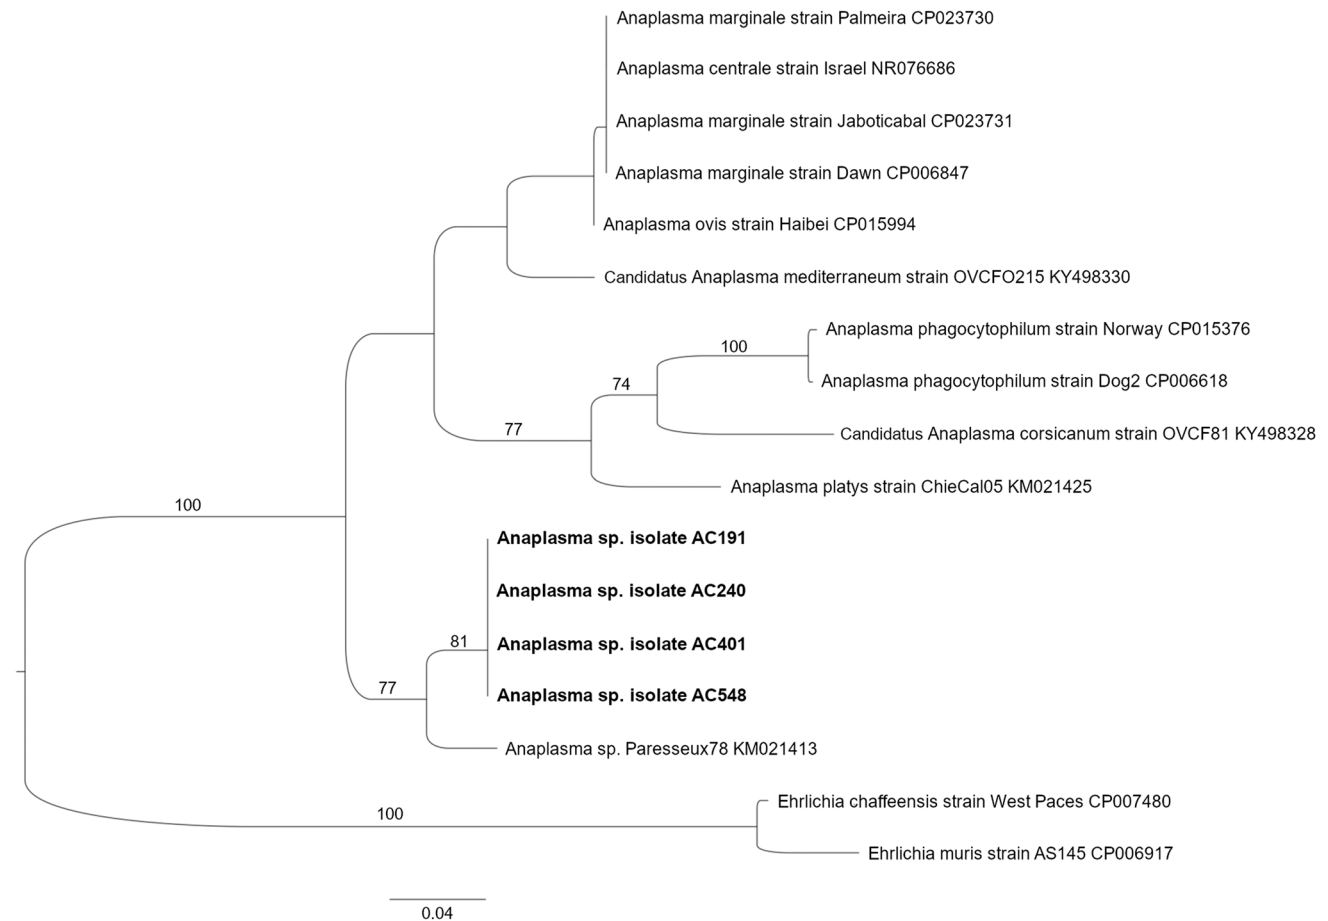 Anaplasma marginale strain Palmeira CP023730
Anaplasma centrale strain Israel NR076686
Anaplasma marginale strain Jaboticabal CP023731
Anaplasma marginale strain Dawn CP006847
Anaplasma ovis strain Haibei CP015994
Candidatus Anaplasma mediterraneum strain OVCFO215 KY498330
Anaplasma phagocytophilum strain Norway CP015376
100
Anaplasma phagocytophilum strain Dog2 CP006618
74
77
Candidatus Anaplasma corsicanum strain OVCF81 KY498328
Anaplasma platys strain ChieCal05 KM021425
100
Anaplasma sp. isolate AC191
Anaplasma sp. isolate AC240
81
Anaplasma sp. isolate AC401
77
Anaplasma sp. isolate AC548
Anaplasma sp. Paresseux78 KM021413
Ehrlichia chaffeensis strain West Paces CP007480
100
Ehrlichia muris strain AS145 CP006917
0.04